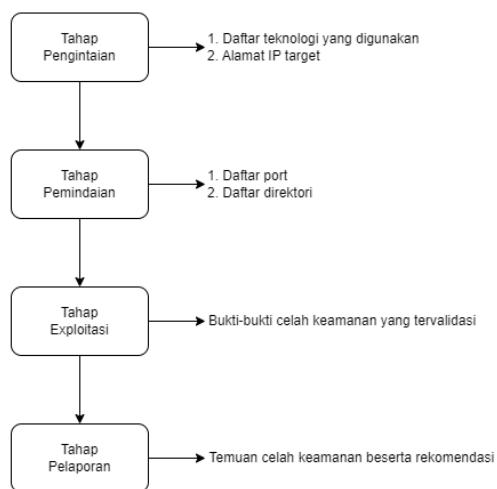 Tahap
Pengintaian
1. Daftar teknologi yang digunakan
2. Alamat IP target
Tahap
Pemindaian
1. Daftar port
2. Daftar direktori
Tahap
Exploitasi
Bukti-bukti celah keamanan yang tervalidasi
Tahap
Pelaporan
Temuan celah keamanan beserta rekomendasi